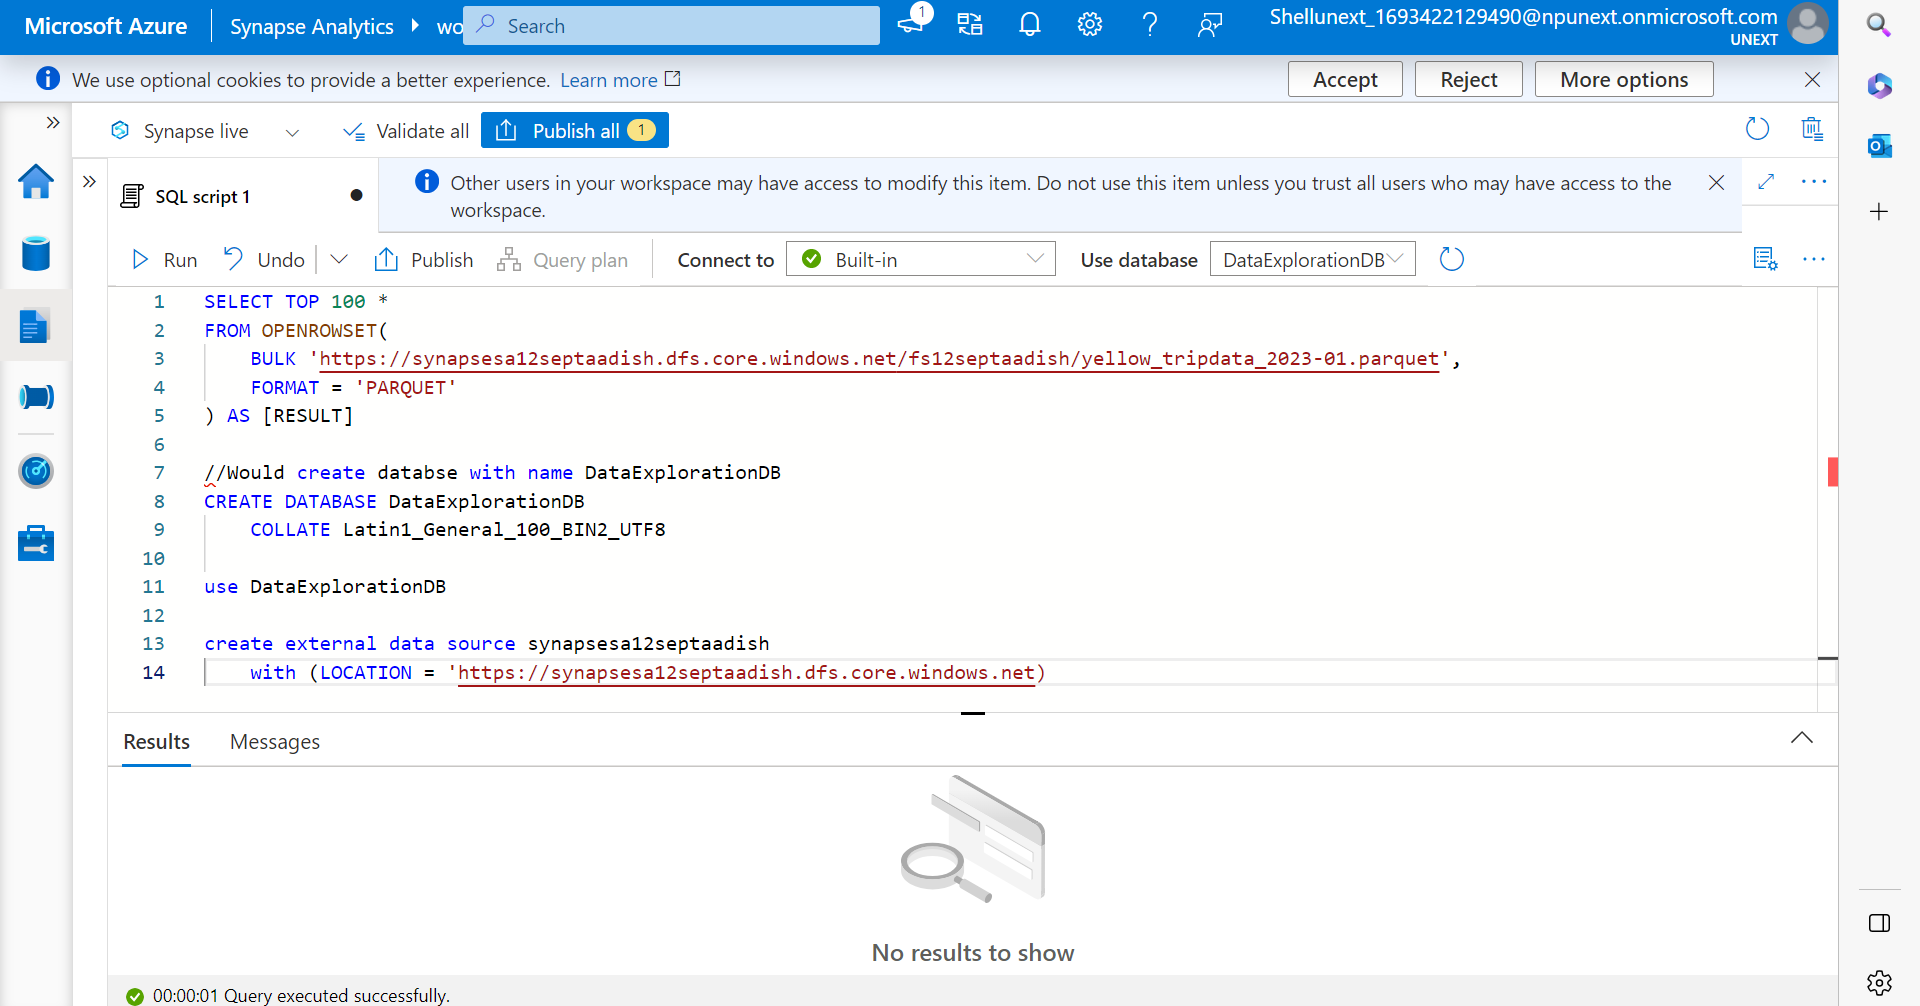 Microsoft Azure
Synapse Analytics
wo
Search
1
Shellunext_1693422129490@npunext.onmicrosoft.com
UNEXT
We use optional cookies to provide a better experience. Learn more
Accept
Reject
More options
Synapse live
Validate all
Publish all 1
SQL script 1
Other users in your workspace may have access to modify this item. Do not use this item unless you trust all users who may have access to the
workspace.
Run
Undo
Publish
Query plan
Connect to
Built-in
Use database
DataExplorationDB
1 SELECT TOP 100 *
2 FROM OPENROWSET(
3 BULK 'https://synapsesa12septaadish.dfs.core.windows.net/fs12septaadish/yellow_tripdata_2023-01.parquet',
4 FORMAT = 'PARQUET'
5 ) AS [RESULT]
6
7 //Would create databse with name DataExplorationDB
8 CREATE DATABASE DataExplorationDB
9 COLLATE Latin1_General_100_BIN2_UTF8
10
11 use DataExplorationDB
12
13 create external data source synapsesa12septaadish
14 with (LOCATION = 'https://synapsesa12septaadish.dfs.core.windows.net)
Results
Messages
No results to show
00:00:01 Query executed successfully.